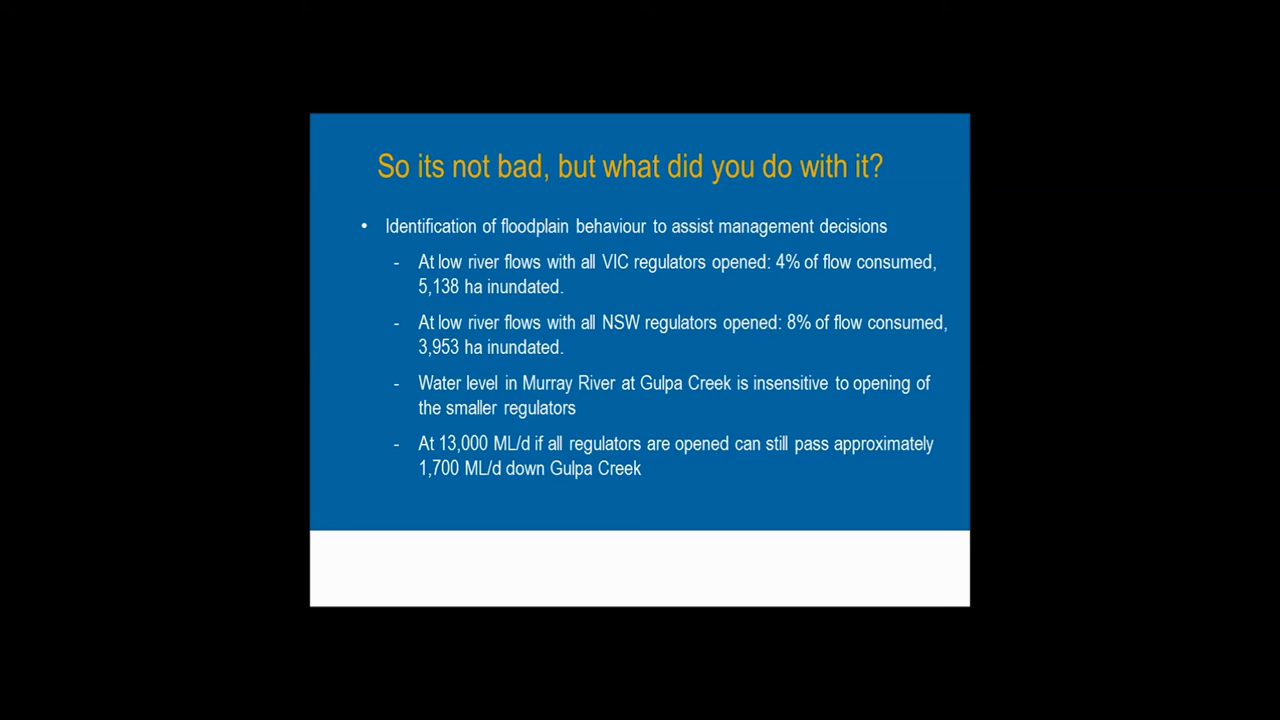 So its not bad, but what did you do with it?
• Identification of floodplain behaviour to assist management decisions
- At low river flows with all VIC regulators opened: 4% of flow consumed,
5,138 ha inundated.
- At low river flows with all NSW regulators opened: 8% of flow consumed,
3,953 ha inundated.
- Water level in Murray River at Gulpa Creek is insensitive to opening of
the smaller regulators
- At 13,000 ML/d if all regulators are opened can still pass approximately
1,700 ML/d down Gulpa Creek